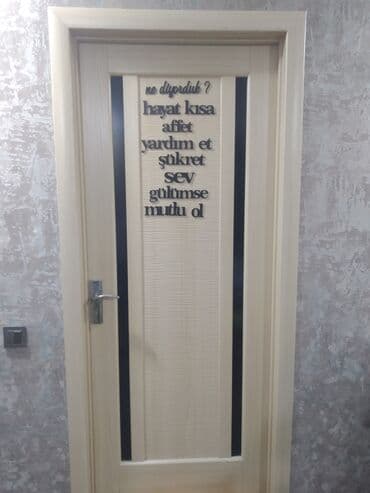 ne diyorduk ?
hayat kısa
affet
yardım et
şükret
sev
gülümse
mutlu ol